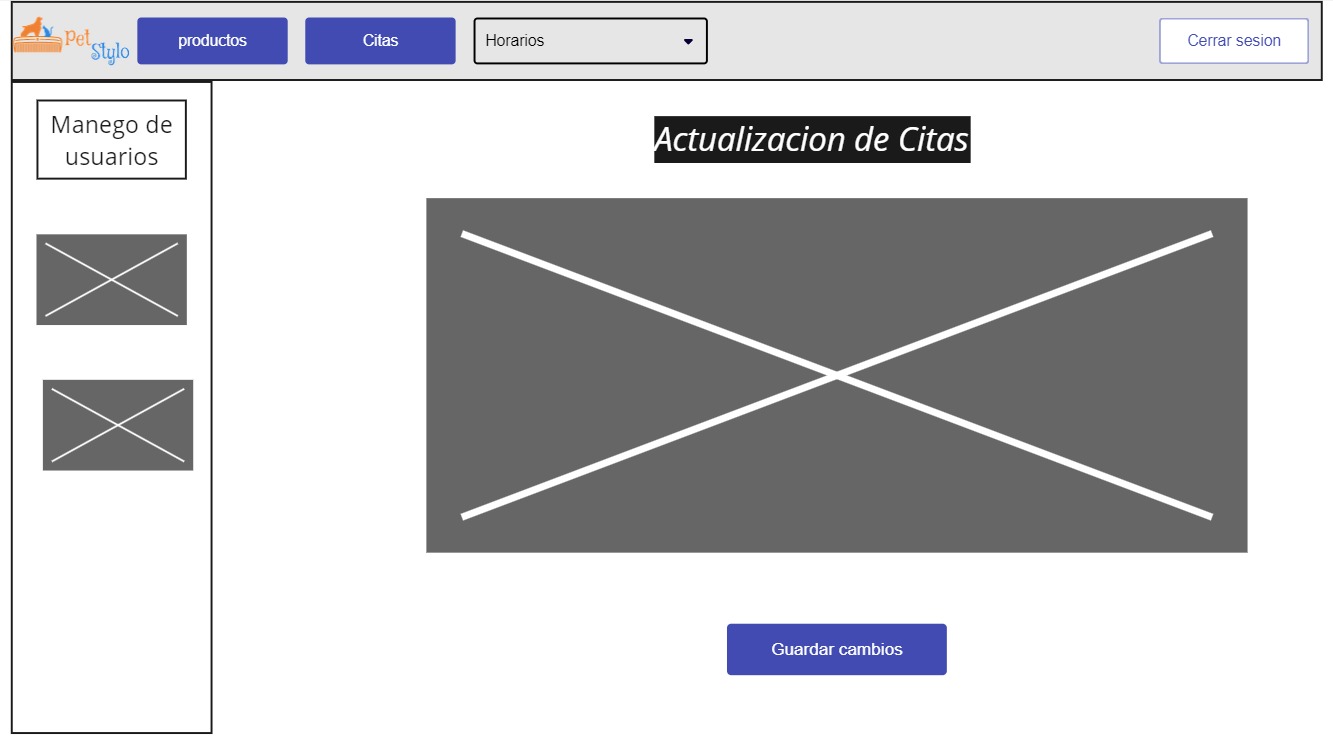 pet
Stylo
productos
Citas
Horarios
Cerrar sesion
Manego de
usuarios
Actualizacion de Citas
Guardar cambios